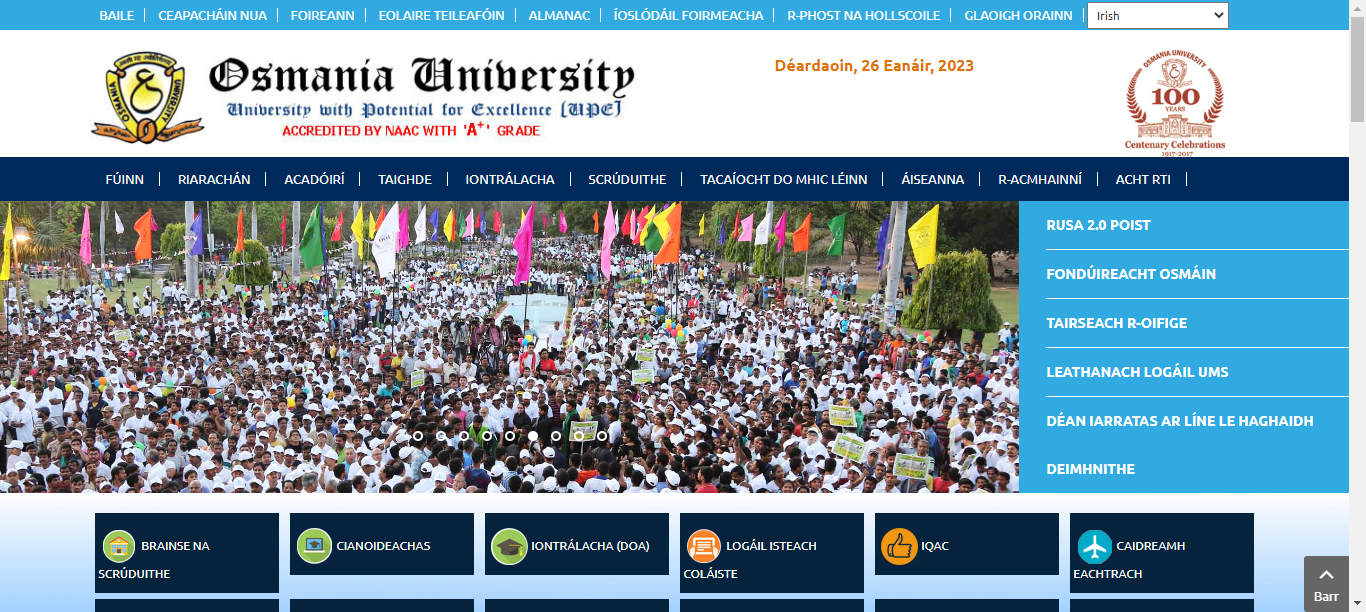 BAILE CEAPACHÁIN NUA FOIREANN EOLAIRE TEILEAFÓIN ALMANAC ÍOSLÓDÁIL FOIRMEACHA R-PHOST NA HOLLSCOILE GLAOIGH ORAINN Irish
Osmania University
University with Potential for Excellence [UPE]
ACCREDITED BY NAAC WITH 'A+' GRADE
OSMANIA UNIVERSITY
Déardaoin, 26 Eanáir, 2023
OSMANIA UNIVERSITY
100
YEARS
Centenary Celebrations
1917-2017
FÚINN RIARACHÁN ACADÓIRÍ TAIGHDE IONTRÁLACHA SCRÚDUITHE TACAÍOCHT DO MHIC LÉINN ÁISEANNA R-ACMHAINNÍ ACHT RTI
RUSA 2.0 POIST
FONDÚIREACHT OSMÁIN
TAIRSEACH R-OIFIGE
LEATHANACH LOGÁIL UMS
DÉAN IARRATAS AR LÍNE LE HAGHAIDH
DEIMHNITHE
BRAINSE NA
SCRÚDUITHE
CIANOIDEACHAS
IONTRÁLACHA (DOA)
LOGÁIL ISTEACH
COLÁISTE
IQAC
CAIDREAMH
EACHTRACH
Barr